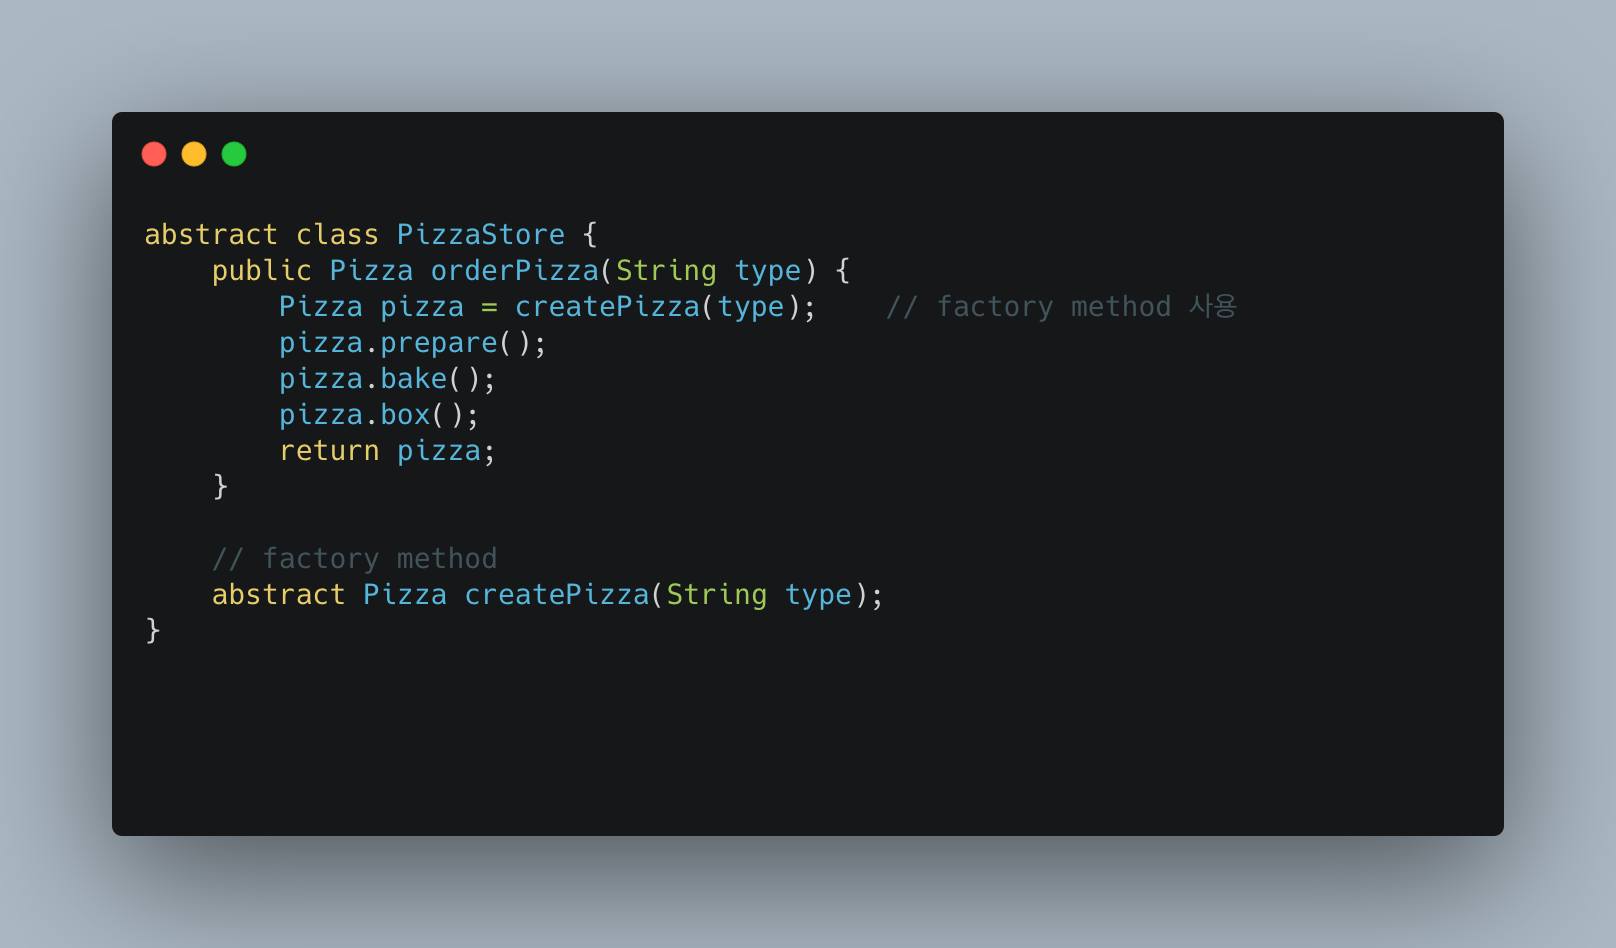 abstract class PizzaStore {
    public Pizza orderPizza(String type) {
        Pizza pizza = createPizza(type);    // factory method 사용
        pizza.prepare();
        pizza.bake();
        pizza.box();
        return pizza;
    }

    // factory method
    abstract Pizza createPizza(String type);
}